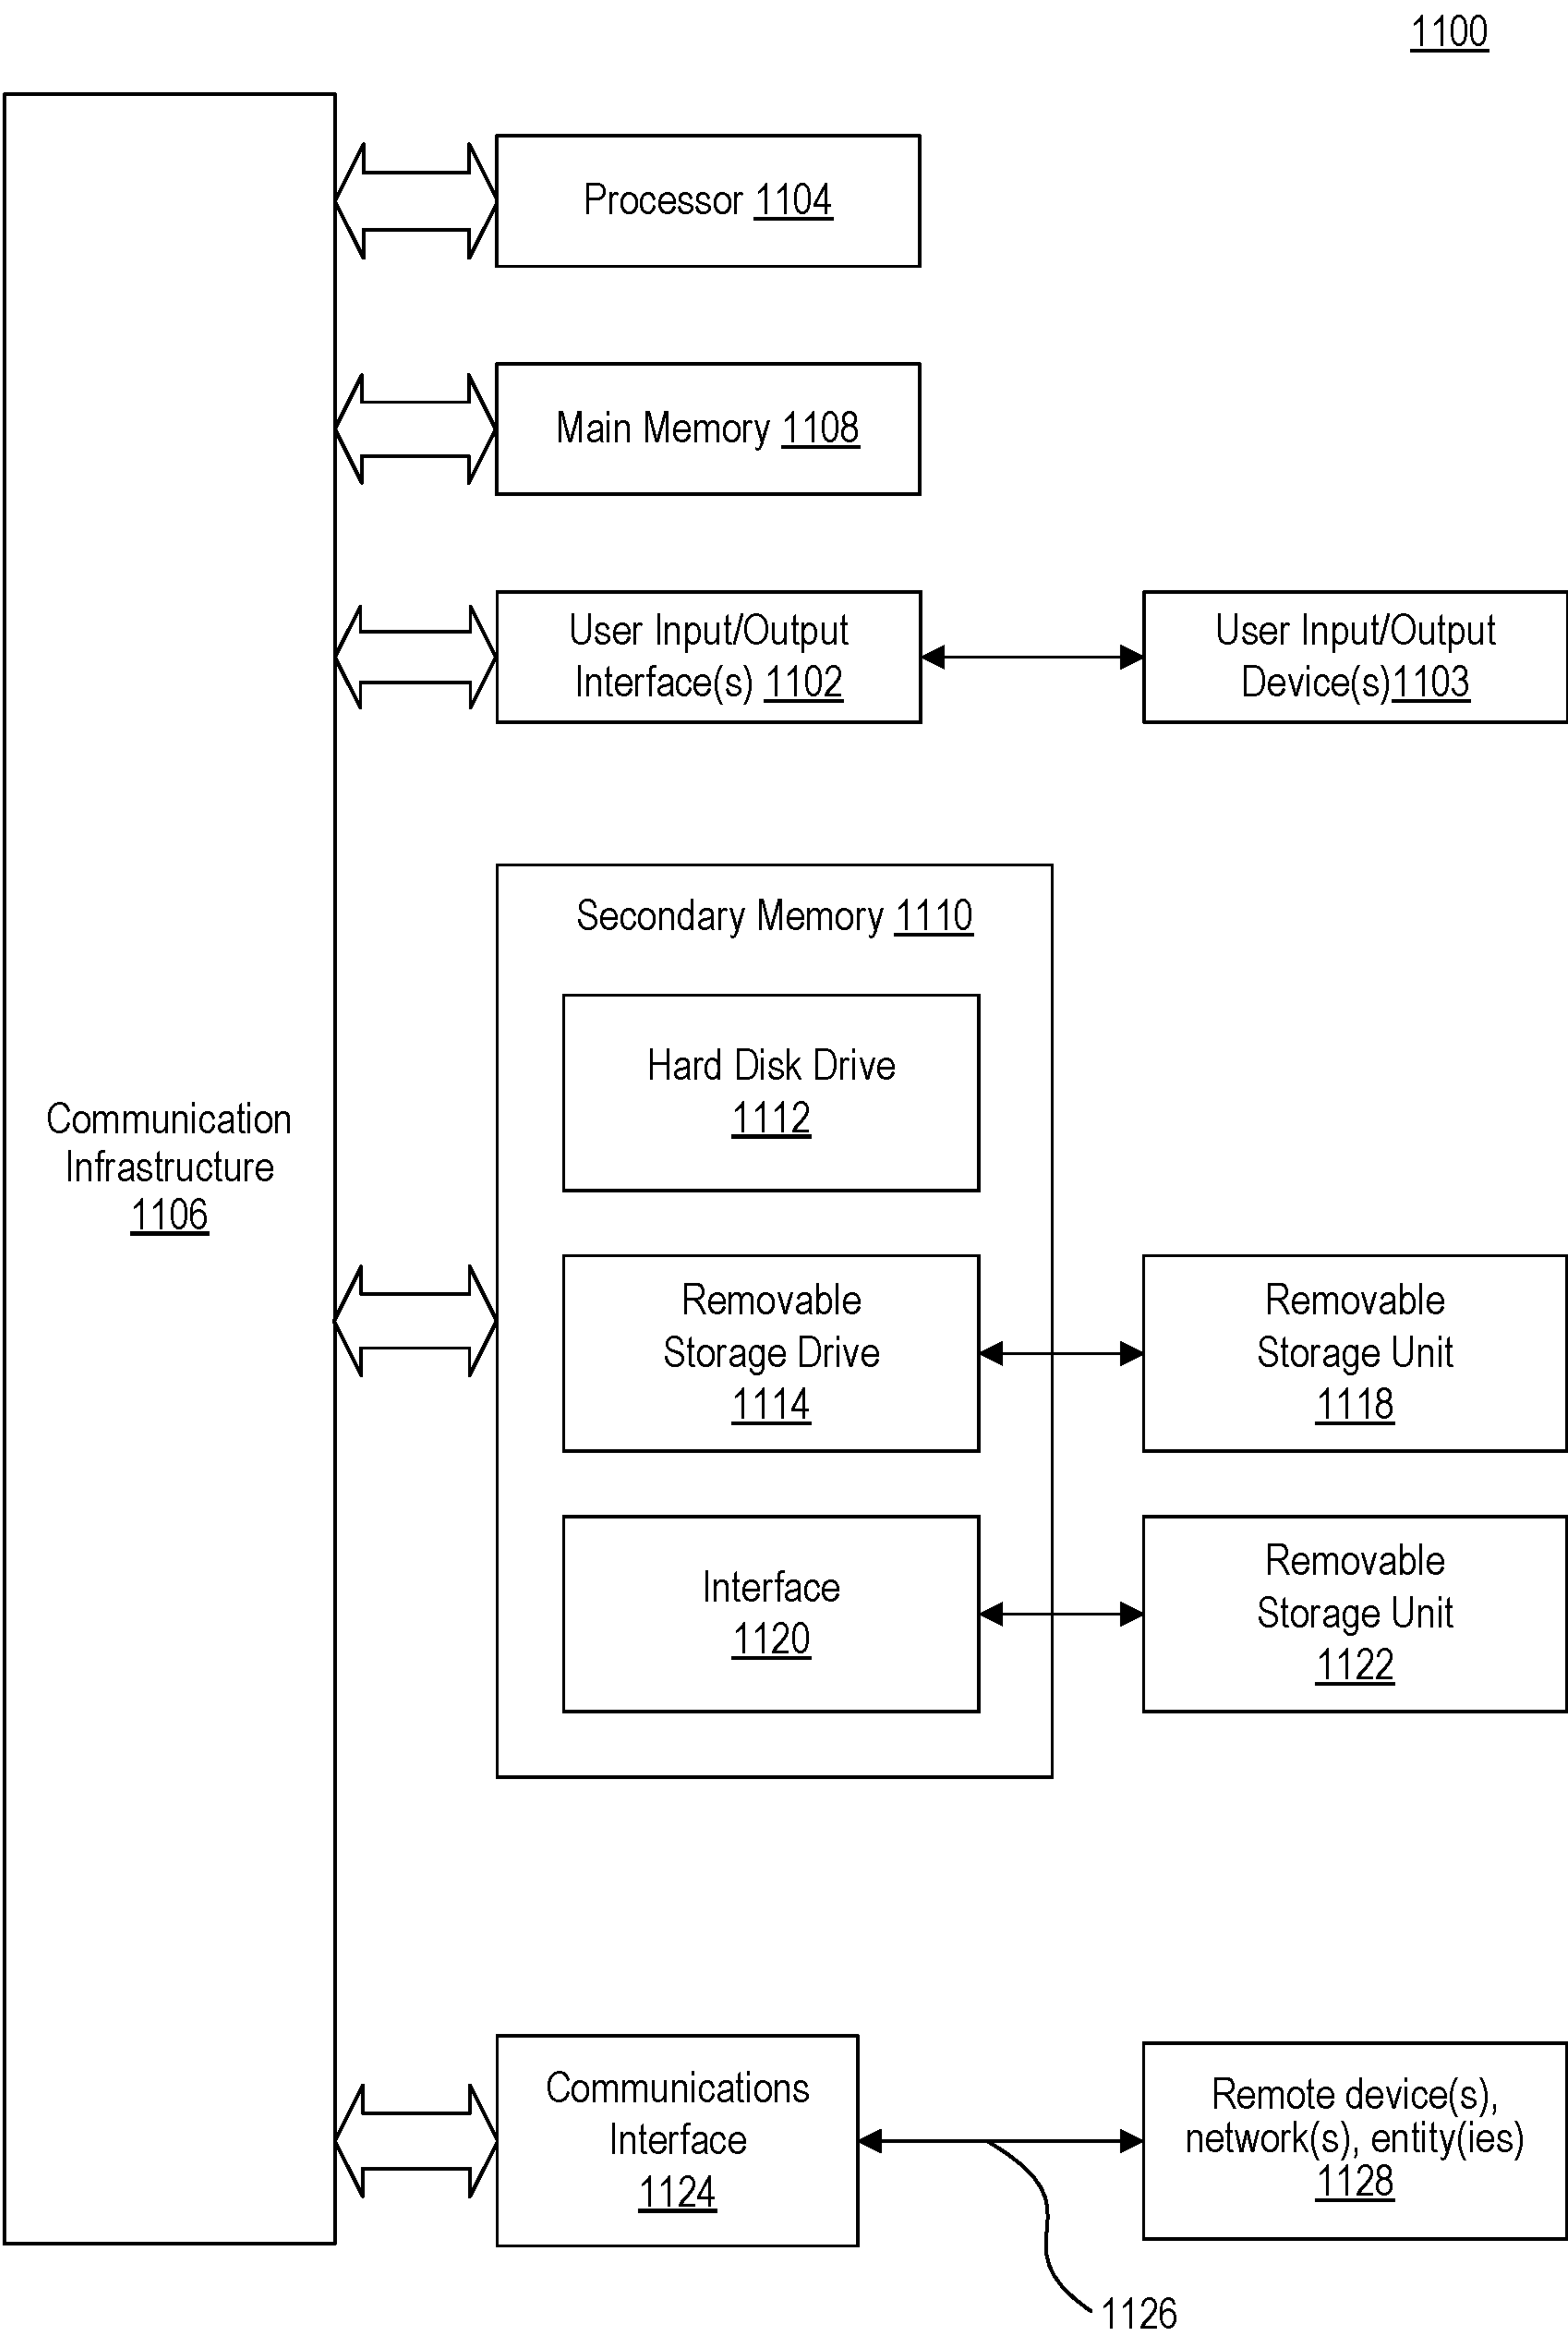 1100
Processor 1104
Main Memory 1108
User Input/Output
Interface(s) 1102
User Input/Output
Device(s)1103
Communication
Infrastructure
1106
Secondary Memory 1110
Hard Disk Drive
1112
Removable
Storage Drive
1114
Removable
Storage Unit
1118
Interface
1120
Removable
Storage Unit
1122
Communications
Interface
1124
Remote device(s),
network(s), entity(ies)
1128
1126